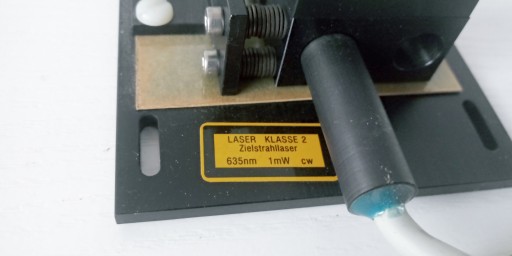 LASER KLASSE 2
Zielstrahllaser
635nm 1mW cw